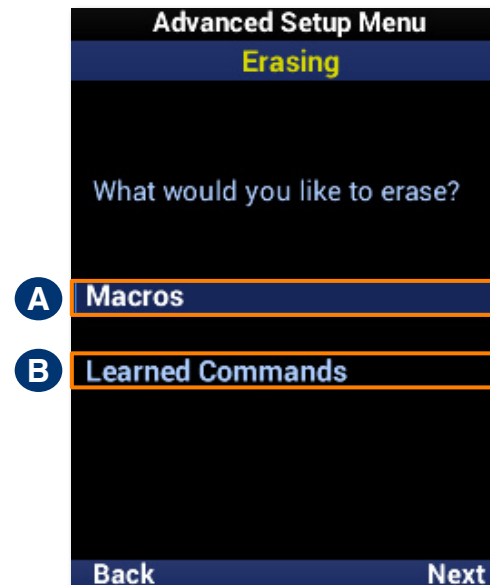 Advanced Setup Menu
Erasing
What would you like to erase?
A Macros
B Learned Commands
Back Next